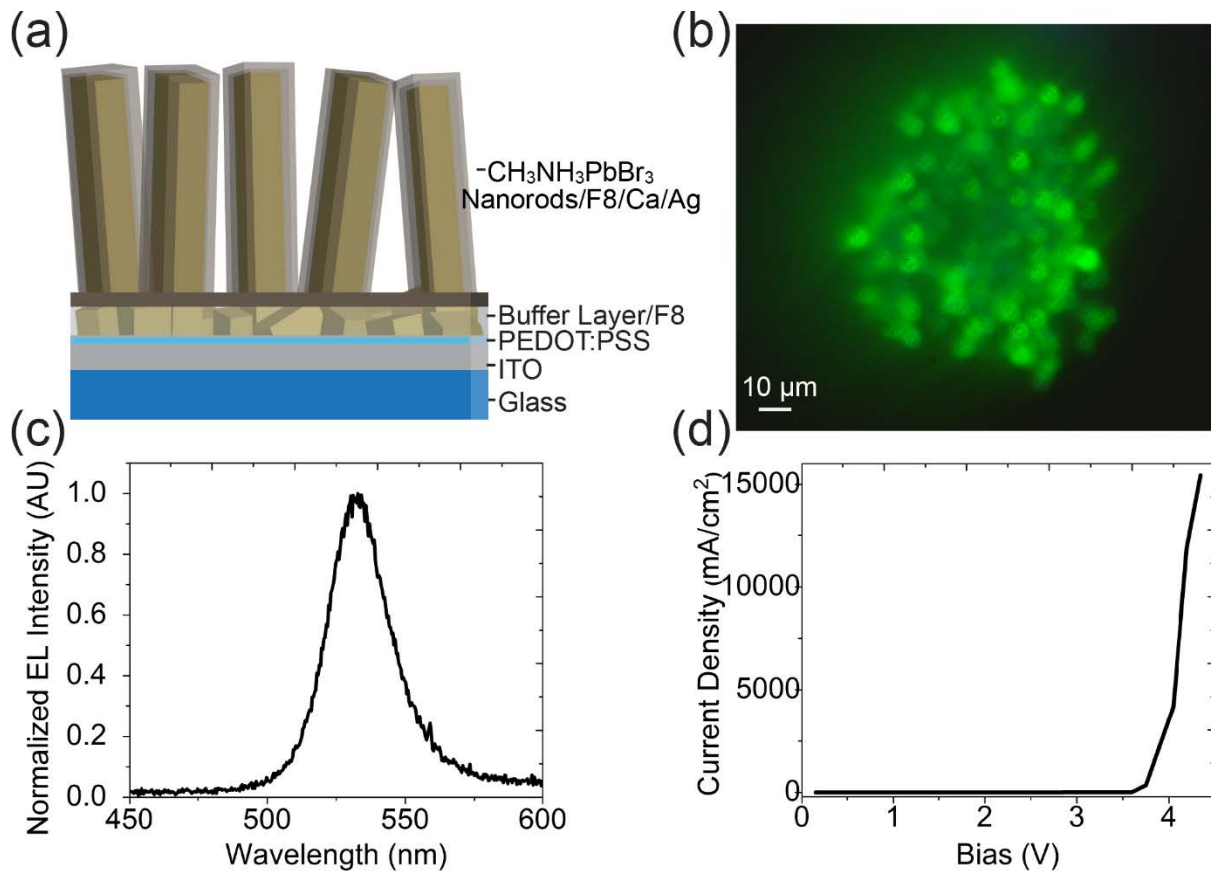 (a)
-CH₃NH₃PbBr₃
Nanorods/F8/Ca/Ag
Buffer Layer/F8
PEDOT:PSS
ITO
Glass
(b)
10 μm
(c)
Normalized EL Intensity (AU)
1.0
0.8
0.6
0.4
0.2
0.0
450
500
550
600
Wavelength (nm)
(d)
Current Density (mA/cm²)
15000
10000
5000
0
0
1
2
3
4
Bias (V)